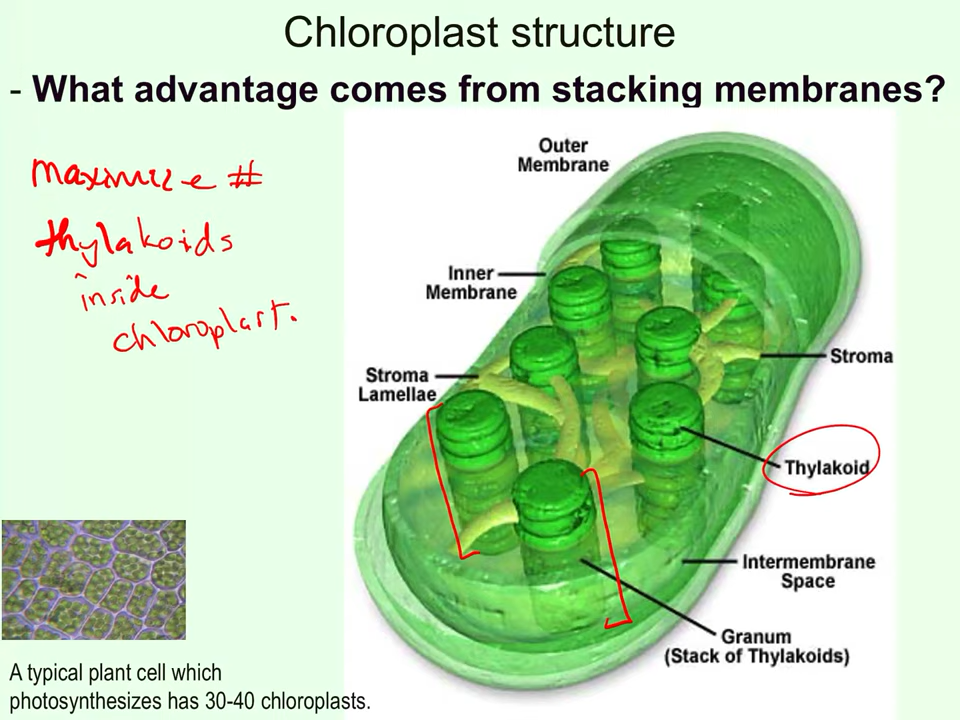 Chloroplast structure
- What advantage comes from stacking membranes?
maximize #
thylakoids
inside
chloroplast.
Outer
Membrane
Inner
Membrane
Stroma
Lamellae
Stroma
Thylakoid
Intermembrane
Space
Granum
(Stack of Thylakoids)
A typical plant cell which
photosynthesizes has 30-40 chloroplasts.